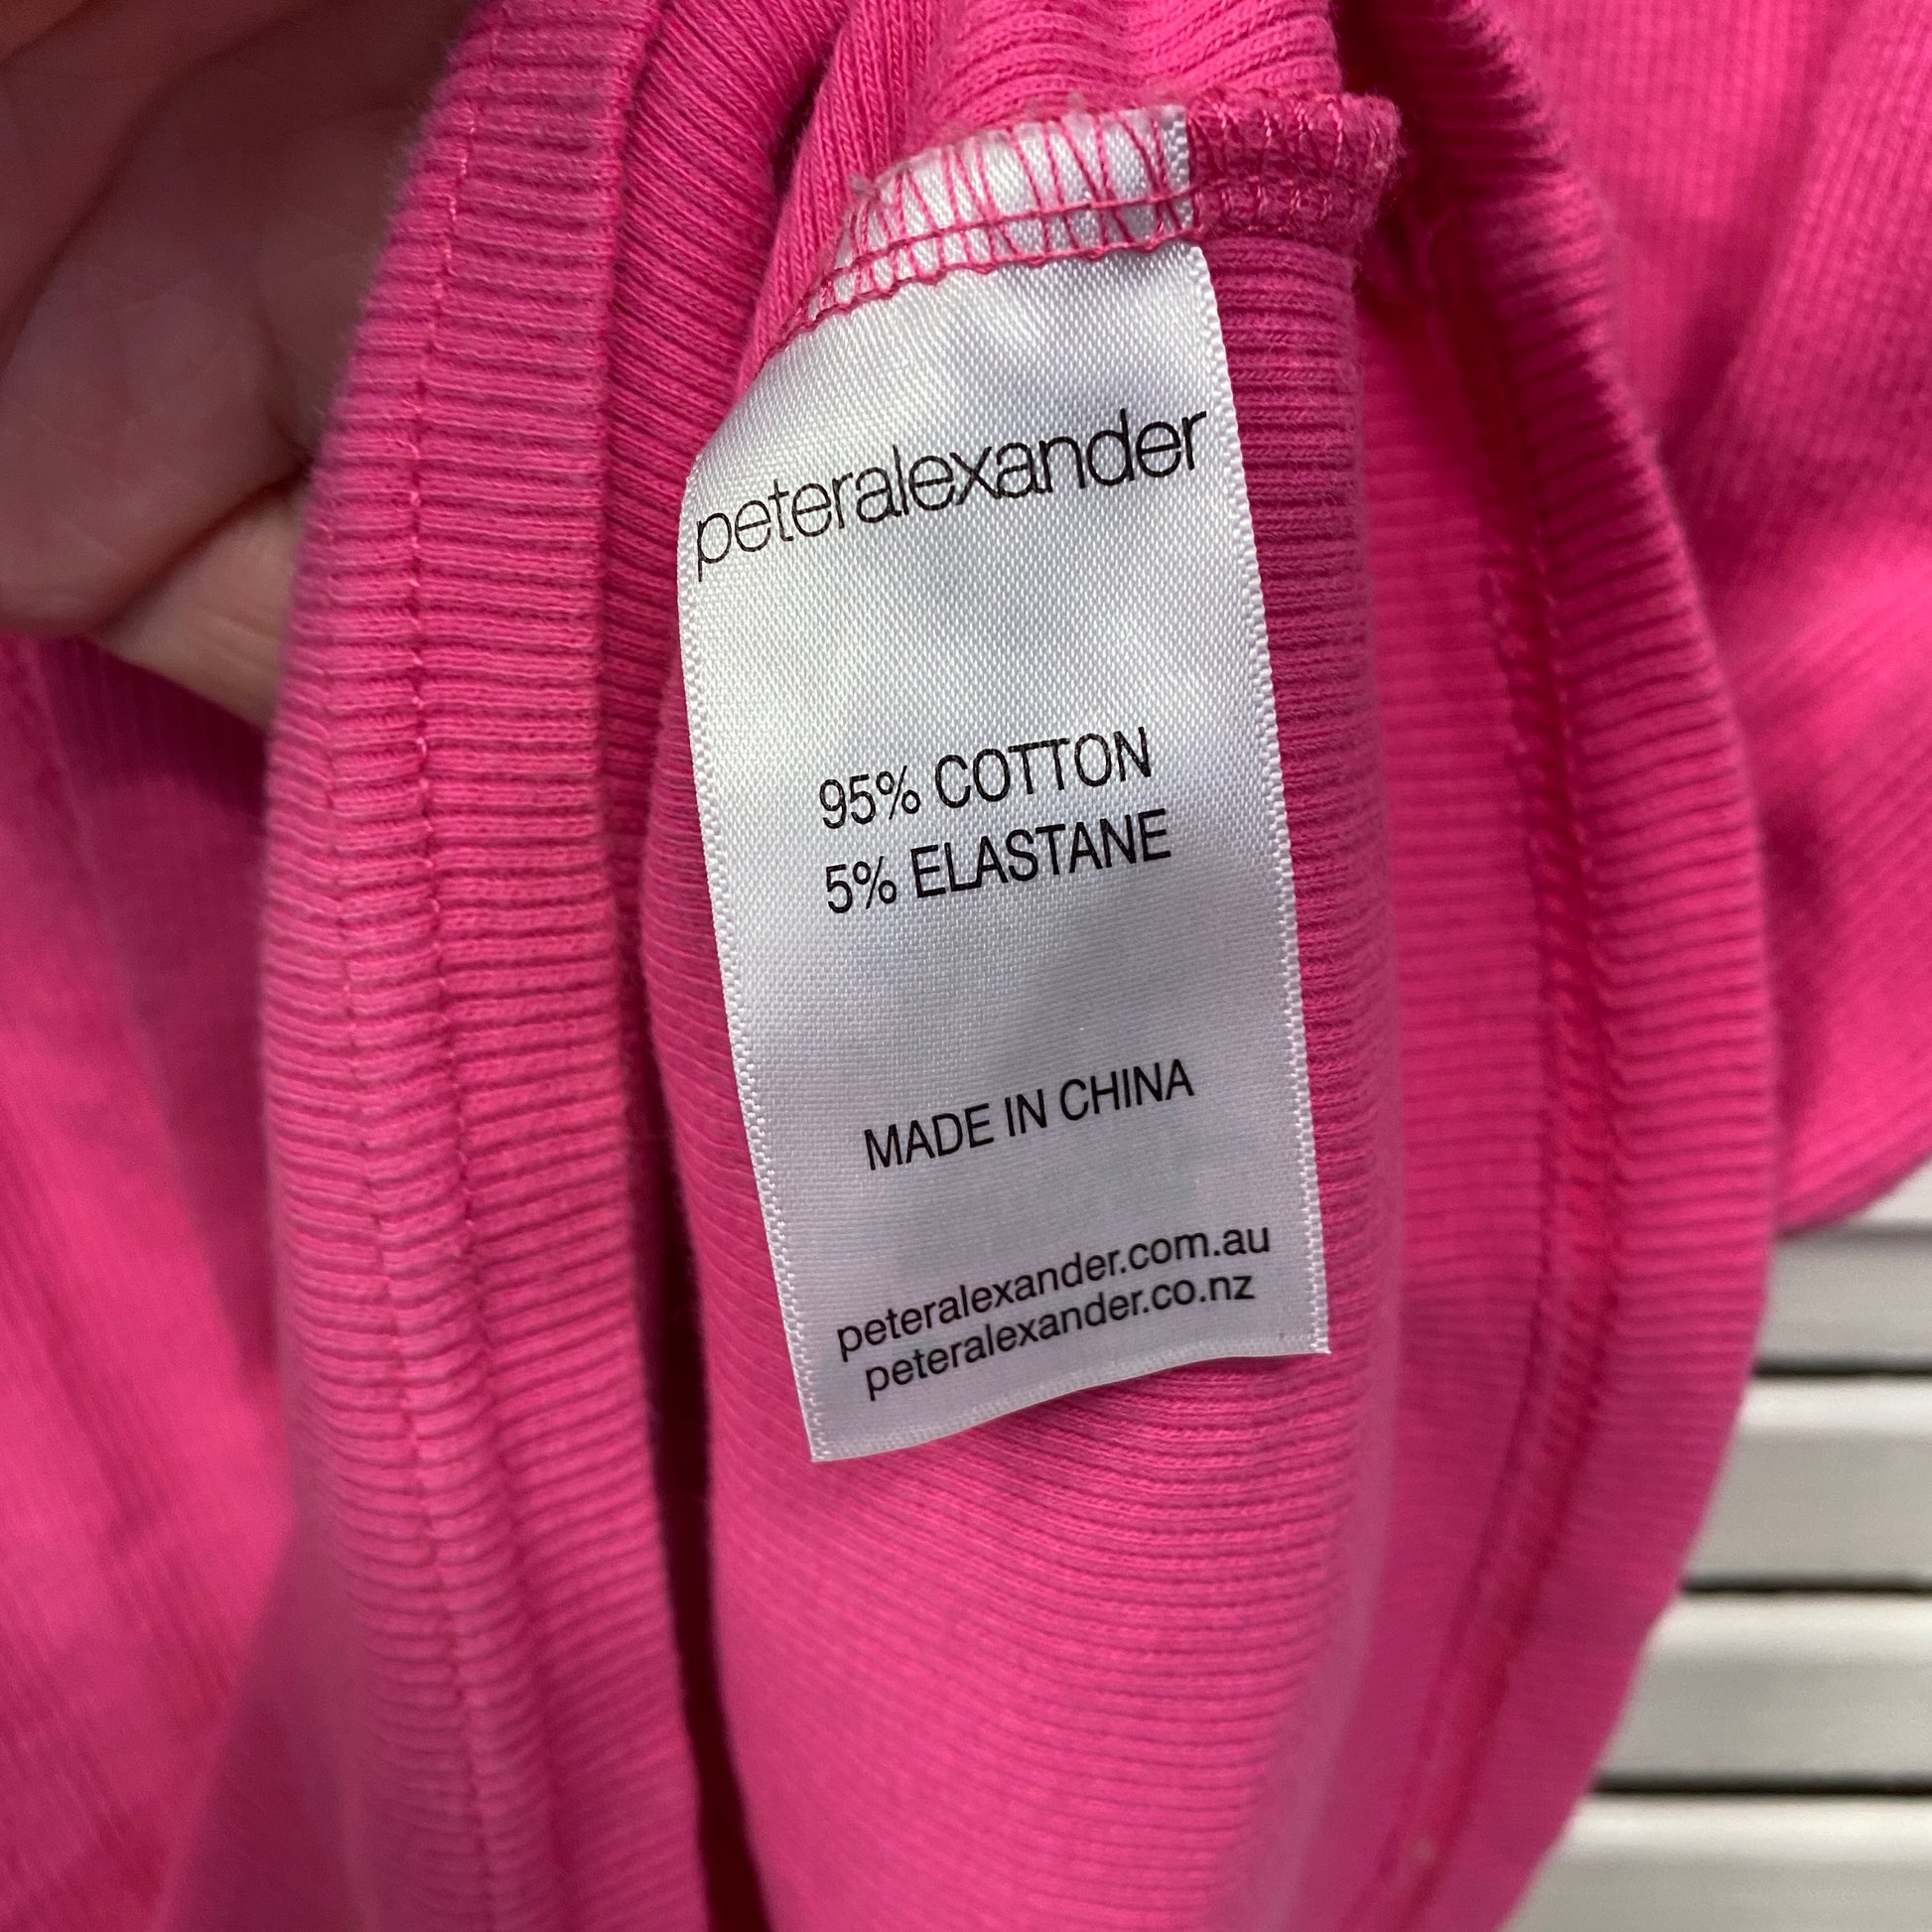 peteralexander
95% COTTON
5% ELASTANE
MADE IN CHINA
peteralexander.com.au
peteralexander.co.nz